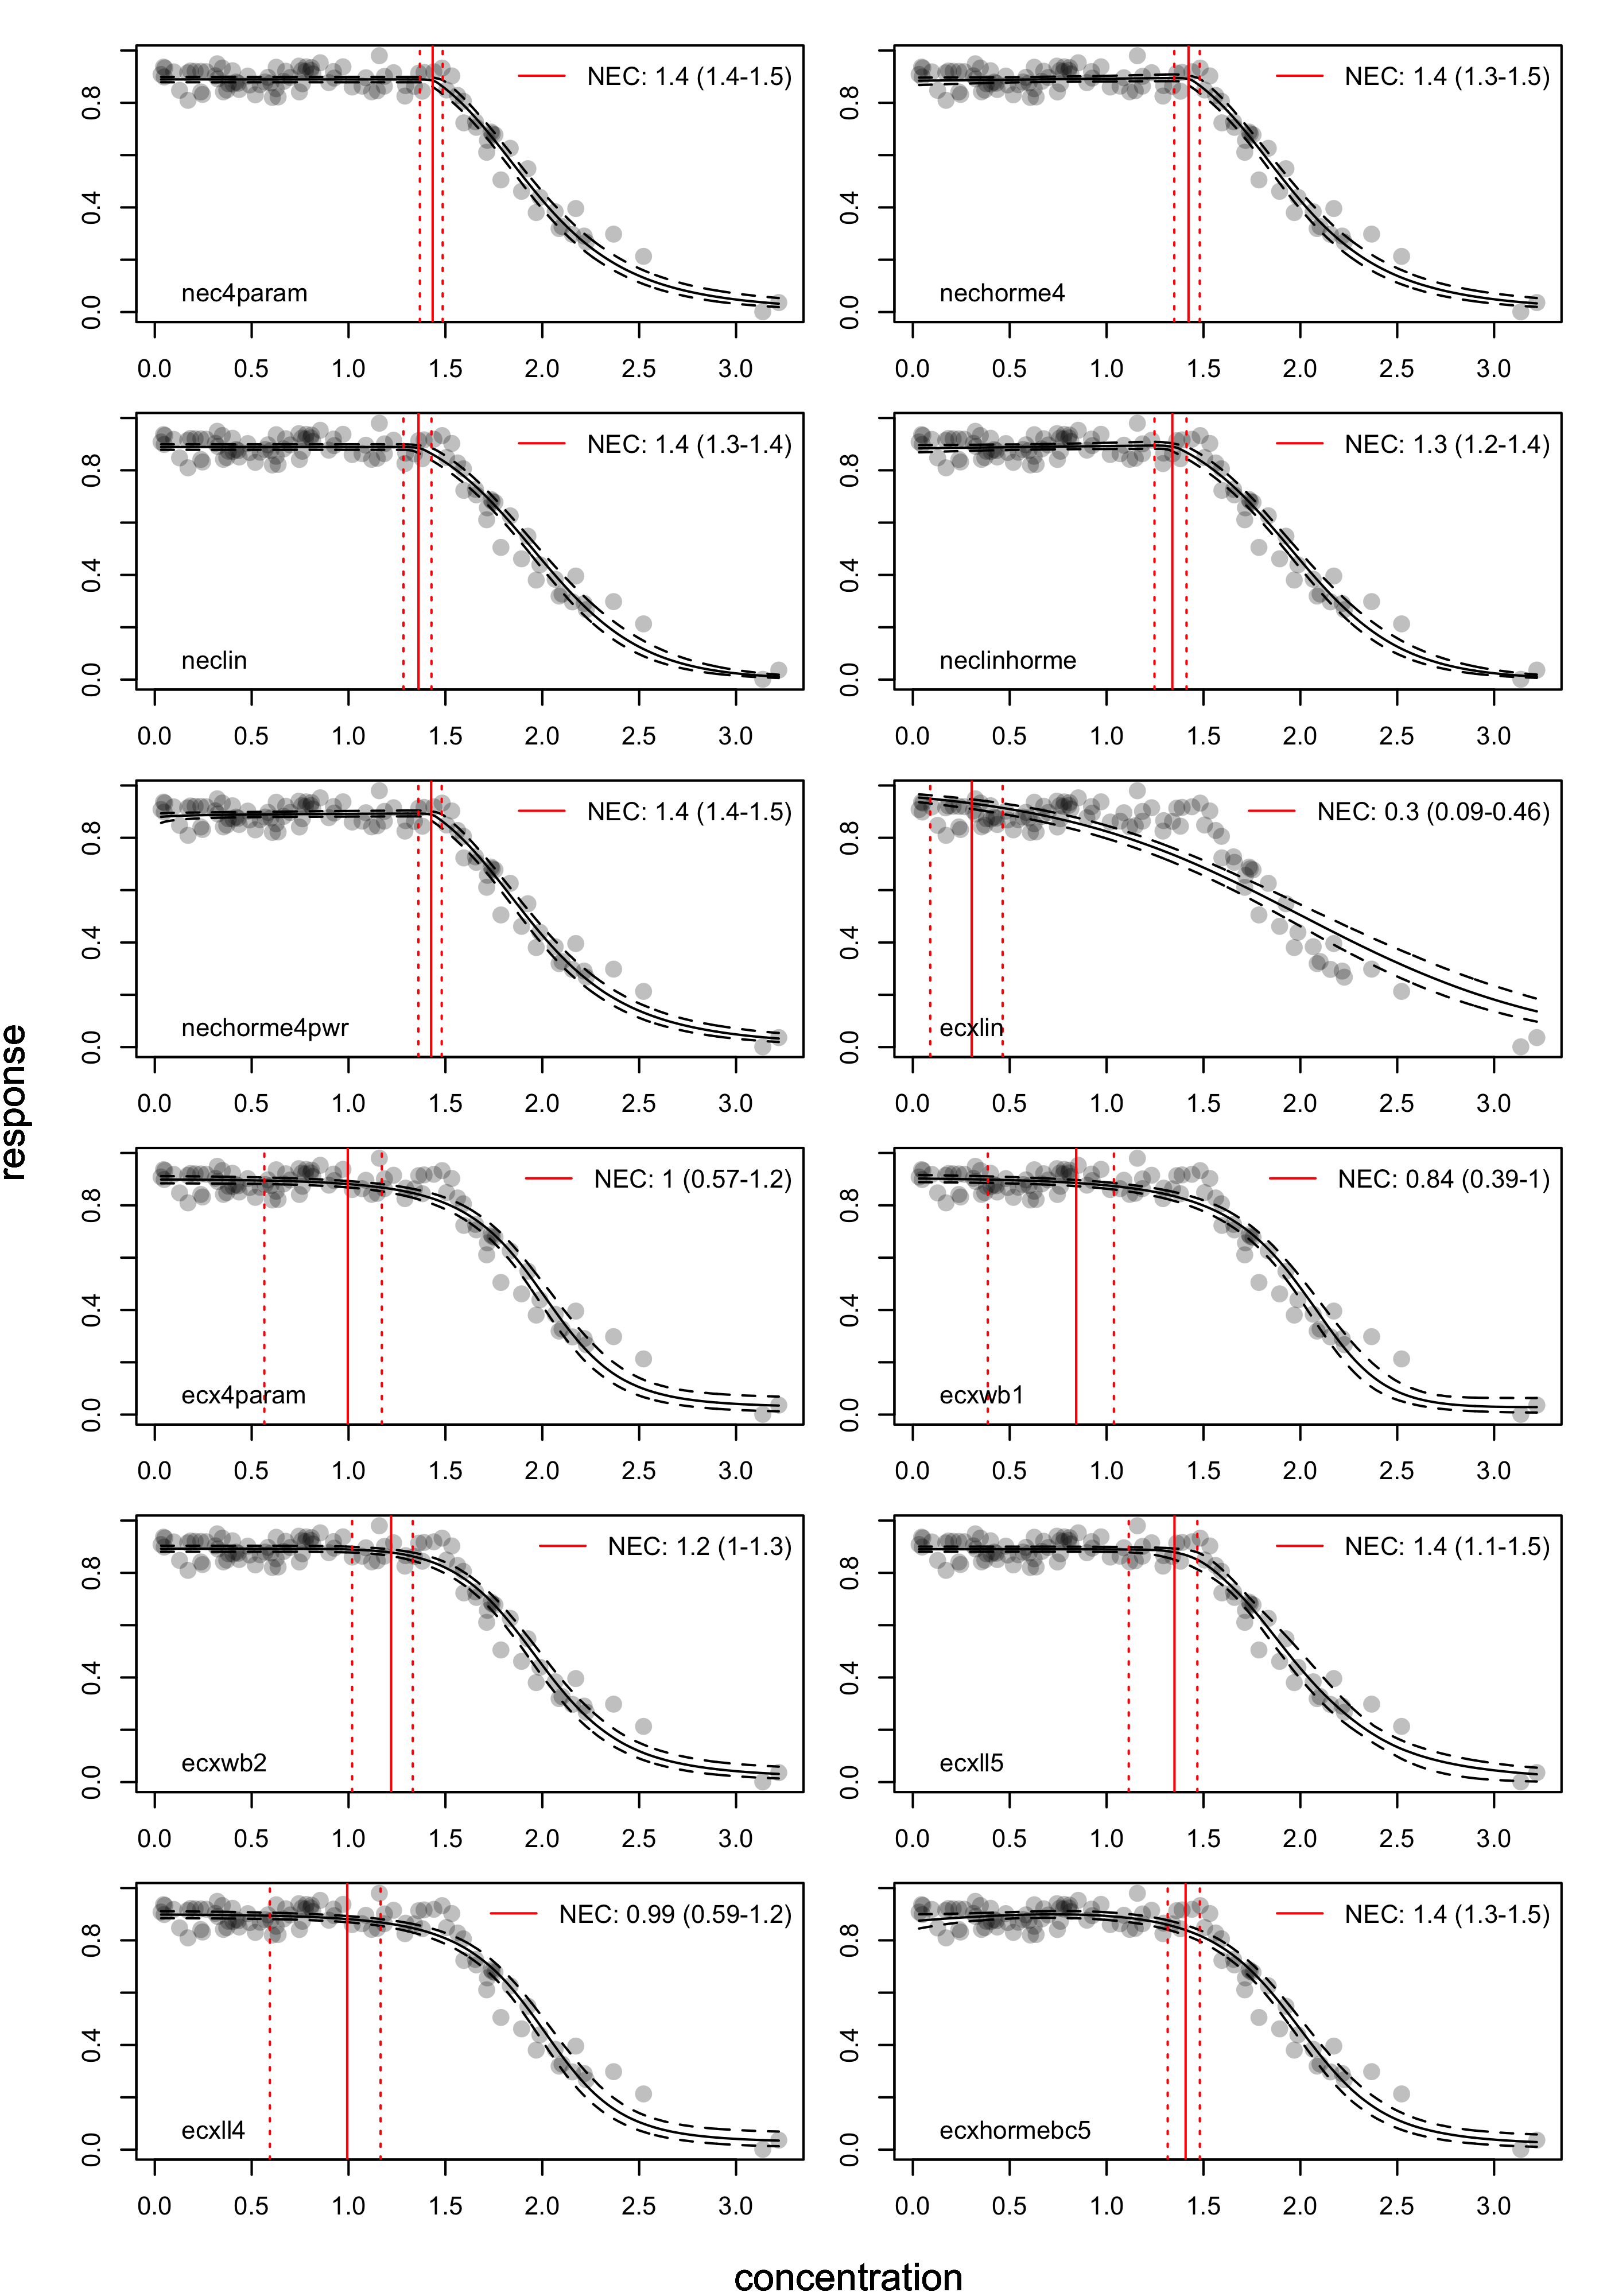 NEC: 1.4 (1.4-1.5)
nec4param
0.0 0.4 0.8
0.0 0.5 1.0 1.5 2.0 2.5 3.0
NEC: 1.4 (1.3-1.5)
nechorme4
0.0 0.4 0.8
0.0 0.5 1.0 1.5 2.0 2.5 3.0
NEC: 1.4 (1.3-1.4)
neclin
0.0 0.4 0.8
0.0 0.5 1.0 1.5 2.0 2.5 3.0
NEC: 1.3 (1.2-1.4)
neclinhorme
0.0 0.4 0.8
0.0 0.5 1.0 1.5 2.0 2.5 3.0
NEC: 1.4 (1.4-1.5)
nechorme4pwr
0.0 0.4 0.8
0.0 0.5 1.0 1.5 2.0 2.5 3.0
NEC: 0.3 (0.09-0.46)
ecxlin
0.0 0.4 0.8
0.0 0.5 1.0 1.5 2.0 2.5 3.0
NEC: 1 (0.57-1.2)
ecx4param
0.0 0.4 0.8
0.0 0.5 1.0 1.5 2.0 2.5 3.0
NEC: 0.84 (0.39-1)
ecxwb1
0.0 0.4 0.8
0.0 0.5 1.0 1.5 2.0 2.5 3.0
NEC: 1.2 (1-1.3)
ecxwb2
0.0 0.4 0.8
0.0 0.5 1.0 1.5 2.0 2.5 3.0
NEC: 1.4 (1.1-1.5)
ecxll5
0.0 0.4 0.8
0.0 0.5 1.0 1.5 2.0 2.5 3.0
NEC: 0.99 (0.59-1.2)
ecxll4
0.0 0.4 0.8
0.0 0.5 1.0 1.5 2.0 2.5 3.0
NEC: 1.4 (1.3-1.5)
ecxhormebc5
0.0 0.4 0.8
0.0 0.5 1.0 1.5 2.0 2.5 3.0
response
concentration